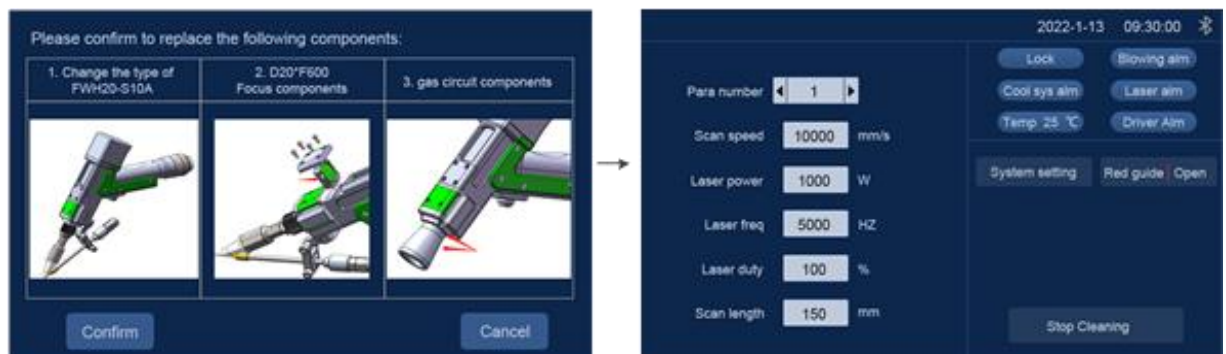 Please confirm to replace the following components:
1. Change the type of
FWH20-S10A
2. D20*F600
Focus components
3. gas circuit components
Confirm
Cancel
2022-1-13 09:30:00
Para number 1
Scan speed 10000 mm/s
Laser power 1000 W
Laser freq 5000 HZ
Laser duty 100 %
Scan length 150 mm
Lock Blowing alm
Cool sys alm Laser alm
Temp 25 ℃ Driver Alm
System setting Red guide Open
Stop Cleaning